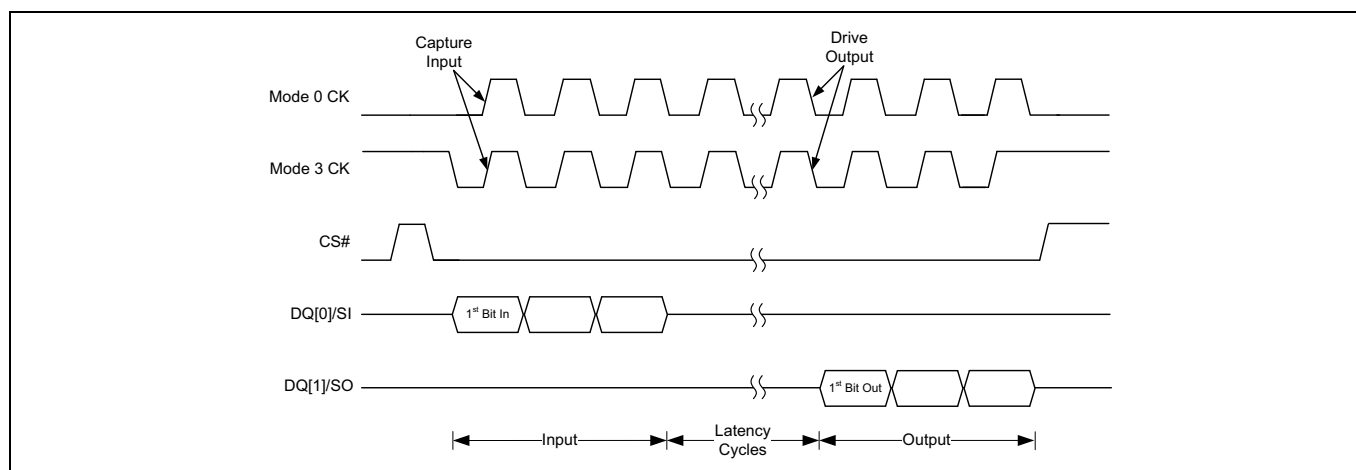 Capture
Input
Drive
Output
Mode 0 CK
Mode 3 CK
CS#
DQ[0]/SI
1st Bit In
DQ[1]/SO
1st Bit Out
Input
Latency
Cycles
Output